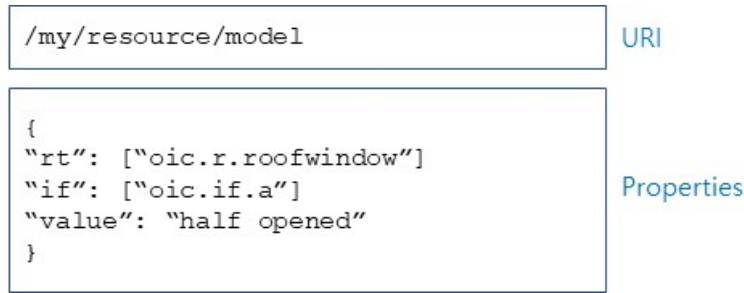 /my/resource/model
URI
{
“rt”: [“oic.r.roofwindow”]
“if”: [“oic.if.a”]
“value”: “half opened”
}
Properties